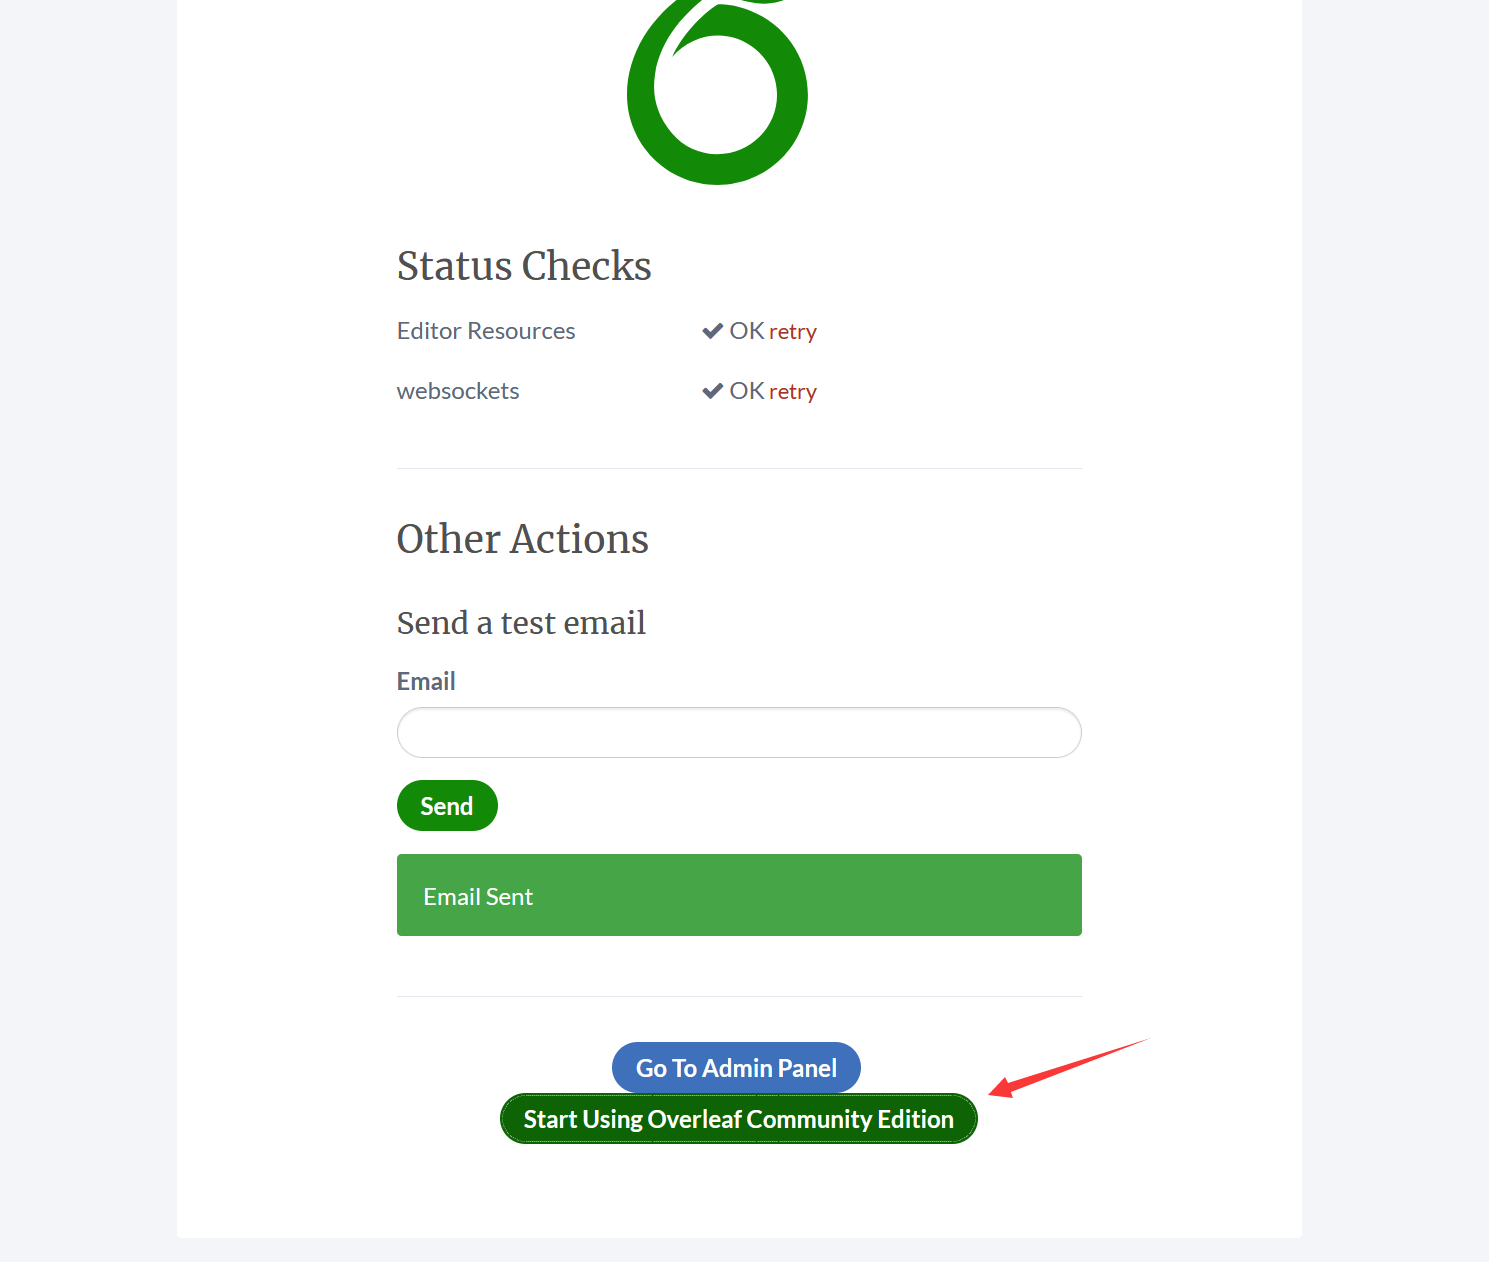 Status Checks
Editor Resources OK retry
websockets OK retry
Other Actions
Send a test email
Email
Send
Email Sent
Go To Admin Panel
Start Using Overleaf Community Edition